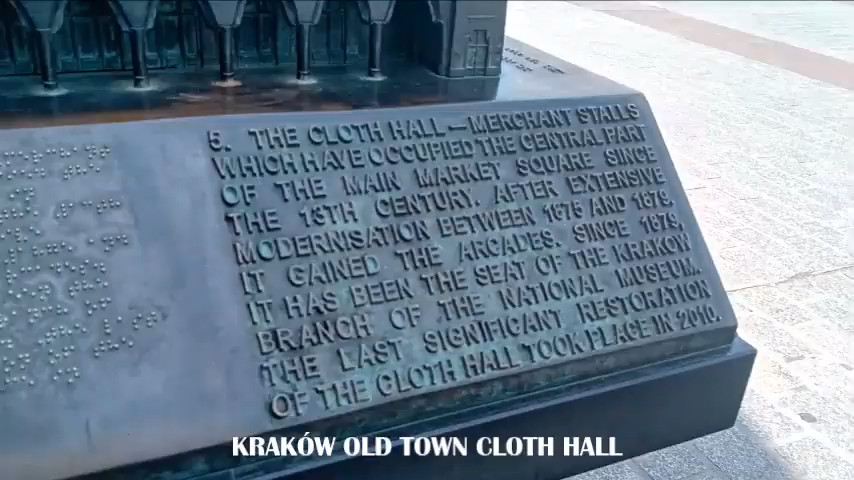 5. THE CLOTH HALL – MERCHANT STALLS
WHICH HAVE OCCUPIED THE CENTRAL PART
OF THE MAIN MARKET SQUARE SINCE
THE 13TH CENTURY. AFTER EXTENSIVE
MODERNISATION BETWEEN 1875 AND 1879,
IT GAINED THE ARCADES. SINCE 1879,
IT HAS BEEN THE SEAT OF THE KRAKÓW
BRANCH OF THE NATIONAL MUSEUM.
THE LAST SIGNIFICANT RESTORATION
OF THE CLOTH HALL TOOK PLACE IN 2010.
KRAKÓW OLD TOWN CLOTH HALL